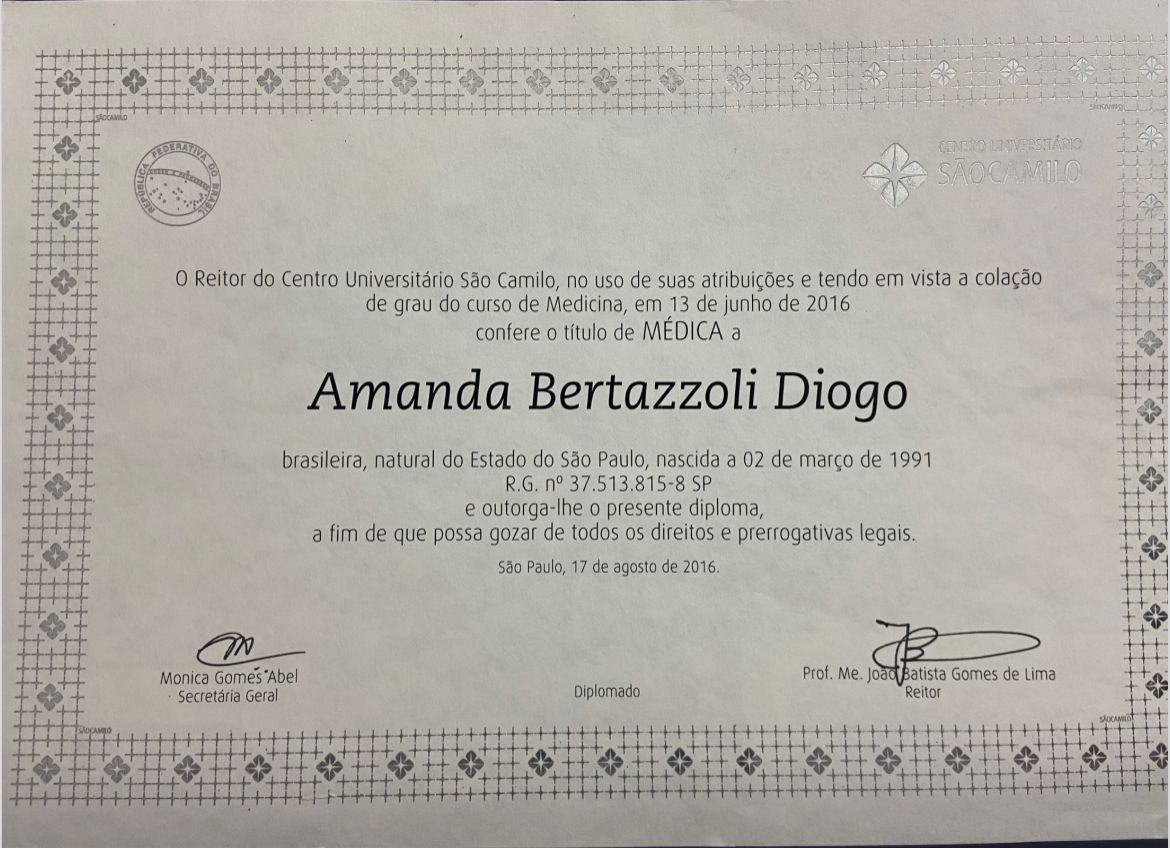 SÃOCAMILO
SÃOCAMILO
REPÚBLICA FEDERATIVA DO BRASIL
CENTRO UNIVERSITÁRIO
SÃOCAMILO
O Reitor do Centro Universitário São Camilo, no uso de suas atribuições e tendo em vista a colação
de grau do curso de Medicina, em 13 de junho de 2016
confere o título de MÉDICA a
Amanda Bertazzoli Diogo
brasileira, natural do Estado do São Paulo, nascida a 02 de março de 1991
R.G. nº 37.513.815-8 SP
e outorga-lhe o presente diploma,
a fim de que possa gozar de todos os direitos e prerrogativas legais.
São Paulo, 17 de agosto de 2016.
Monica Gomes Abel
Secretária Geral
Diplomado
Prof. Me. João Batista Gomes de Lima
Reitor
SÃOCAMILO
SÃOCAMILO